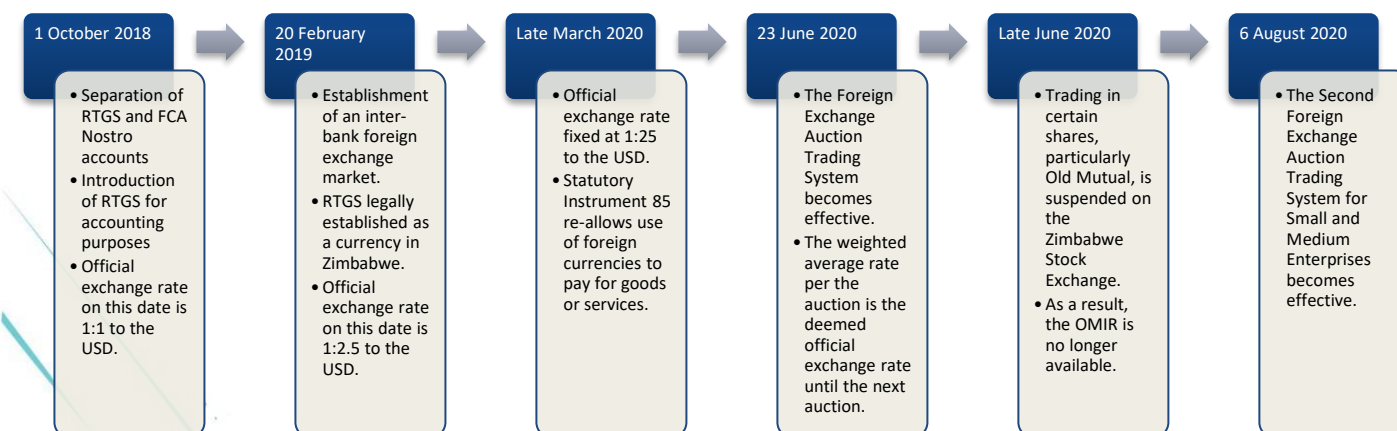 1 October 2018
• Separation of
RTGS and FCA
Nostro
accounts
• Introduction
of RTGS for
accounting
purposes
• Official
exchange rate
on this date is
1:1 to the
USD.
20 February
2019
• Establishment
of an inter-
bank foreign
exchange
market.
• RTGS legally
established as
a currency in
Zimbabwe.
• Official
exchange rate
on this date is
1:2.5 to the
USD.
Late March 2020
• Official
exchange rate
fixed at 1:25
to the USD.
• Statutory
Instrument 85
re-allows use
of foreign
currencies to
pay for goods
or services.
23 June 2020
• The Foreign
Exchange
Auction
Trading
System
becomes
effective.
• The weighted
average rate
per the
auction is the
deemed
official
exchange rate
until the next
auction.
Late June 2020
• Trading in
certain
shares,
particularly
Old Mutual, is
suspended on
the
Zimbabwe
Stock
Exchange.
• As a result,
the OMIR is
no longer
available.
6 August 2020
• The Second
Foreign
Exchange
Auction
Trading
System for
Small and
Medium
Enterprises
becomes
effective.